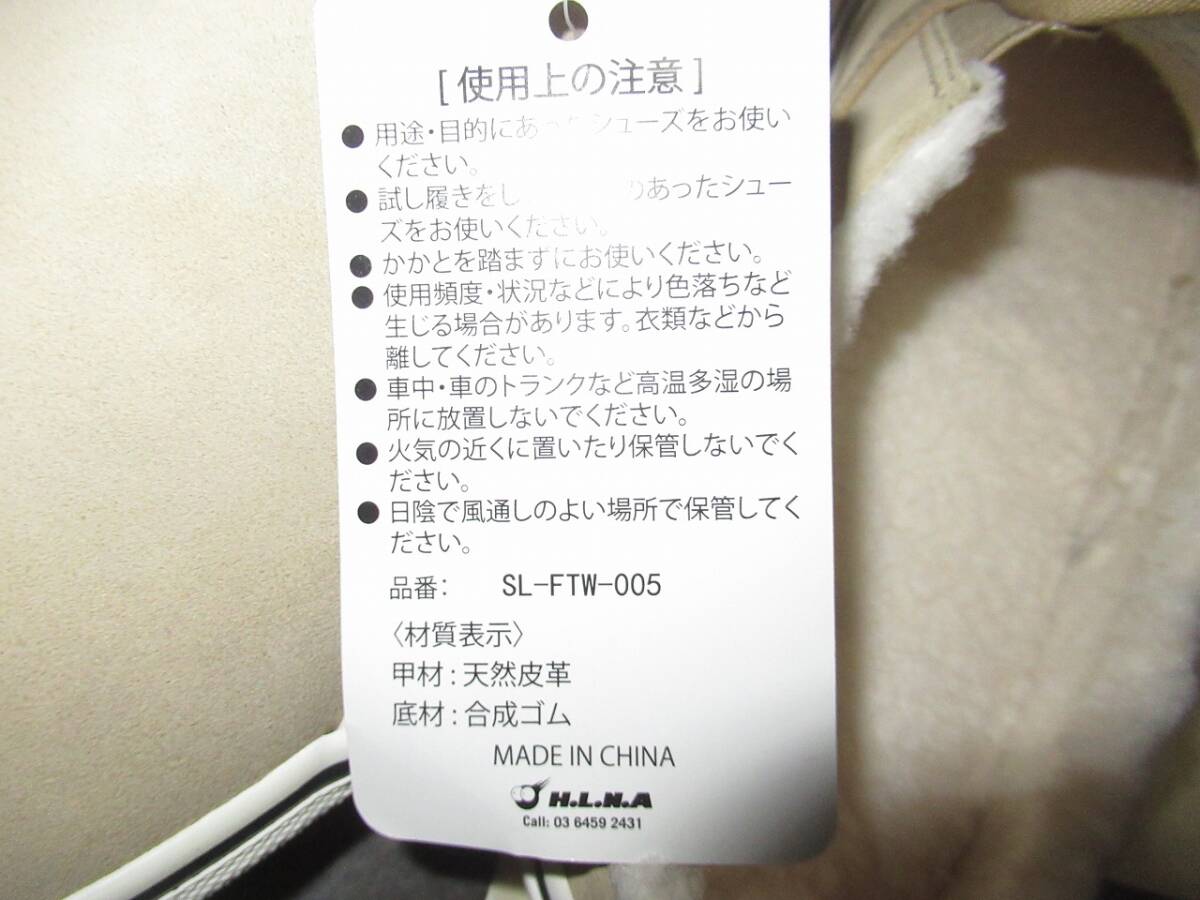 [使用上の注意]
●用途・目的にあったシューズをお使い
ください。
●試し履きをし のあったシュー
ズをお使いください。
●かかとを踏まずにお使いください。
●使用頻度・状況などにより色落ちなど
生じる場合があります。衣類などから
離してください。
●車中・車のトランクなど高温多湿の場
所に放置しないでください。
●火気の近くに置いたり保管しないでく
ださい。
●日陰で風通しのよい場所で保管してく
ださい。
品番: SL-FTW-005
〈材質表示〉
甲材:天然皮革
底材:合成ゴム
MADE IN CHINA
H.L.N.A
Call: 03 6459 2431